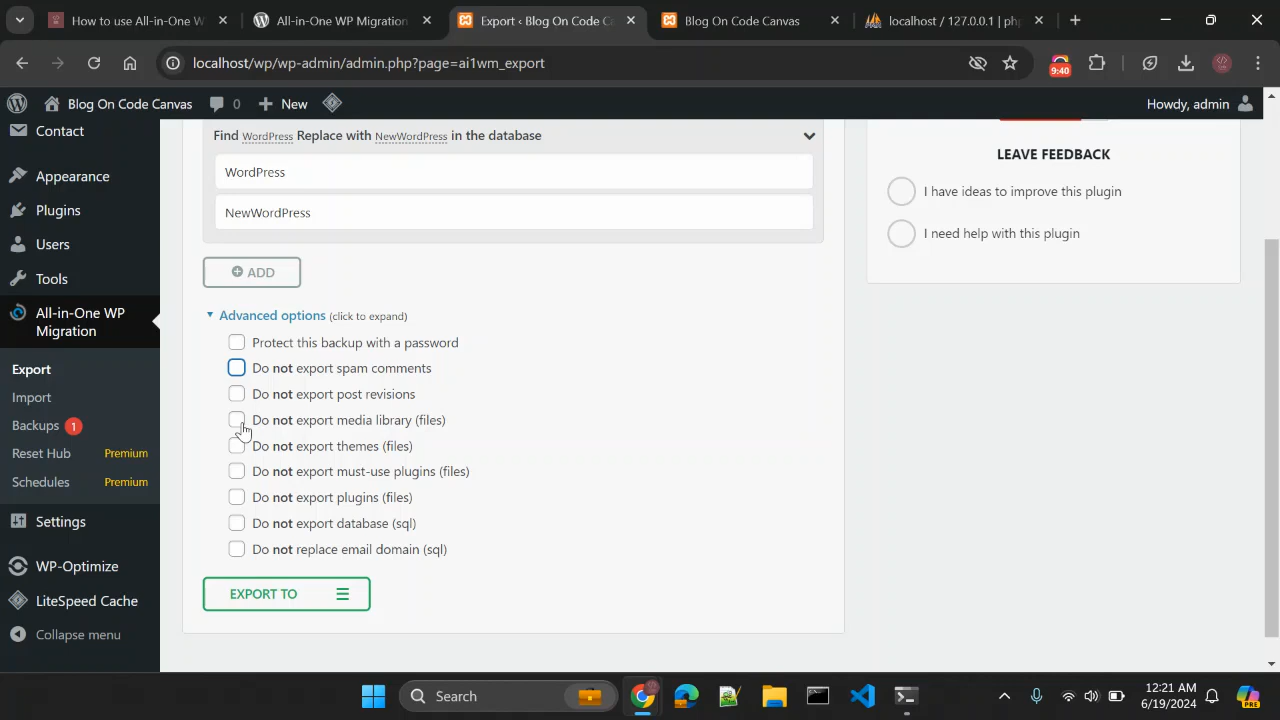 How to use All-in-One W
All-in-One WP Migration
Export ‹ Blog On Code C
Blog On Code Canvas
localhost / 127.0.0.1 | ph
localhost/wp/wp-admin/admin.php?page=ai1wm_export
9:40
Blog On Code Canvas
0
New
Howdy, admin
Contact
Appearance
Plugins
Users
Tools
All-in-One WP
Migration
Export
Import
Backups 1
Reset Hub Premium
Schedules Premium
Settings
WP-Optimize
LiteSpeed Cache
Collapse menu
Find WordPress Replace with NewWordPress in the database
WordPress
NewWordPress
ADD
Advanced options (click to expand)
Protect this backup with a password
Do not export spam comments
Do not export post revisions
Do not export media library (files)
Do not export themes (files)
Do not export must-use plugins (files)
Do not export plugins (files)
Do not export database (sql)
Do not replace email domain (sql)
EXPORT TO
LEAVE FEEDBACK
I have ideas to improve this plugin
I need help with this plugin
Search
PRE
12:21 AM
6/19/2024